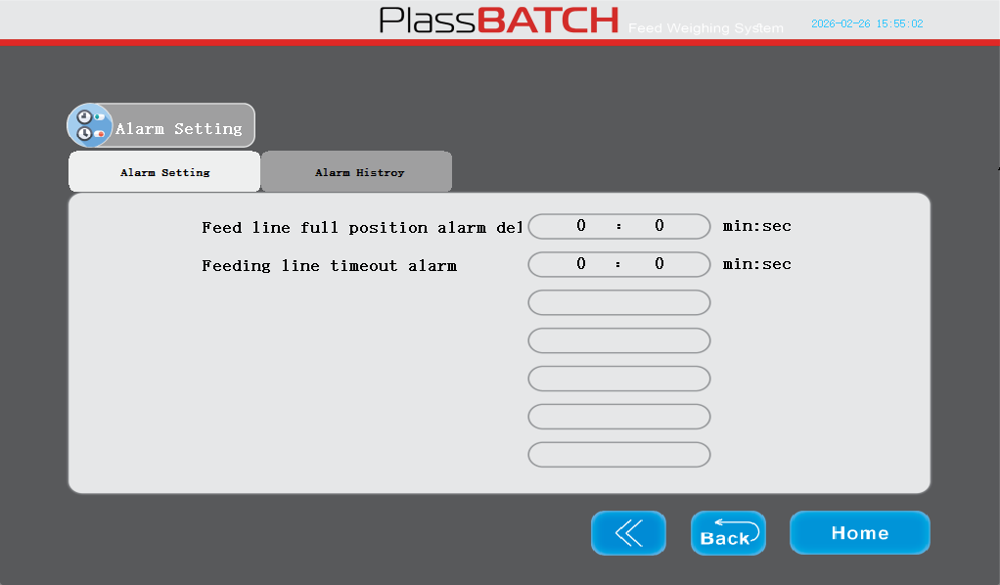 PlassBATCH Feed Weighing System 2026-02-26 15:55:02
Alarm Setting
Alarm Setting Alarm Histroy
Feed line full position alarm del 0 : 0 min:sec
Feeding line timeout alarm 0 : 0 min:sec
Back Home